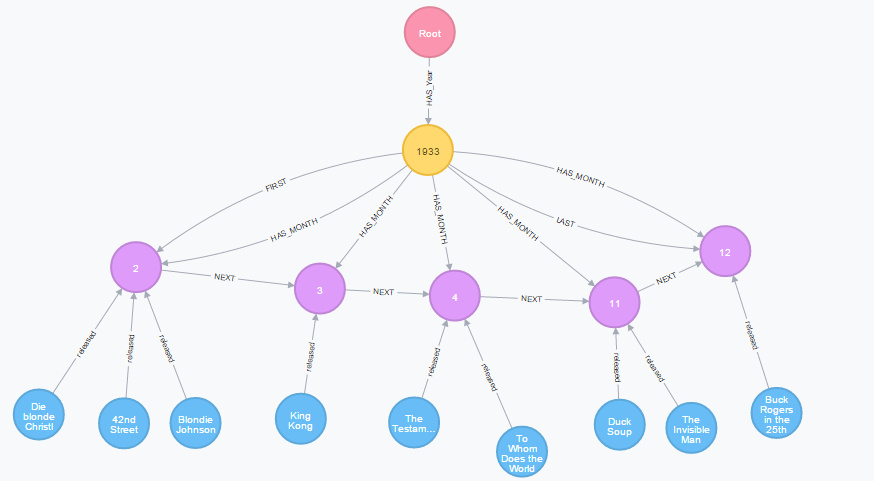 Root
HAS_Year
1933
FIRST
HAS_MONTH
HAS_MONTH
HAS_MONTH
HAS_MONTH
LAST
HAS_MONTH
2
NEXT
3
NEXT
4
NEXT
11
NEXT
12
released
released
released
released
released
released
released
released
released
Die
blonde
Christl
42nd
Street
Blondie
Johnson
King
Kong
The
Testam...
To
Whom
Does the
World
Duck
Soup
The
Invisible
Man
Buck
Rogers
in the
25th